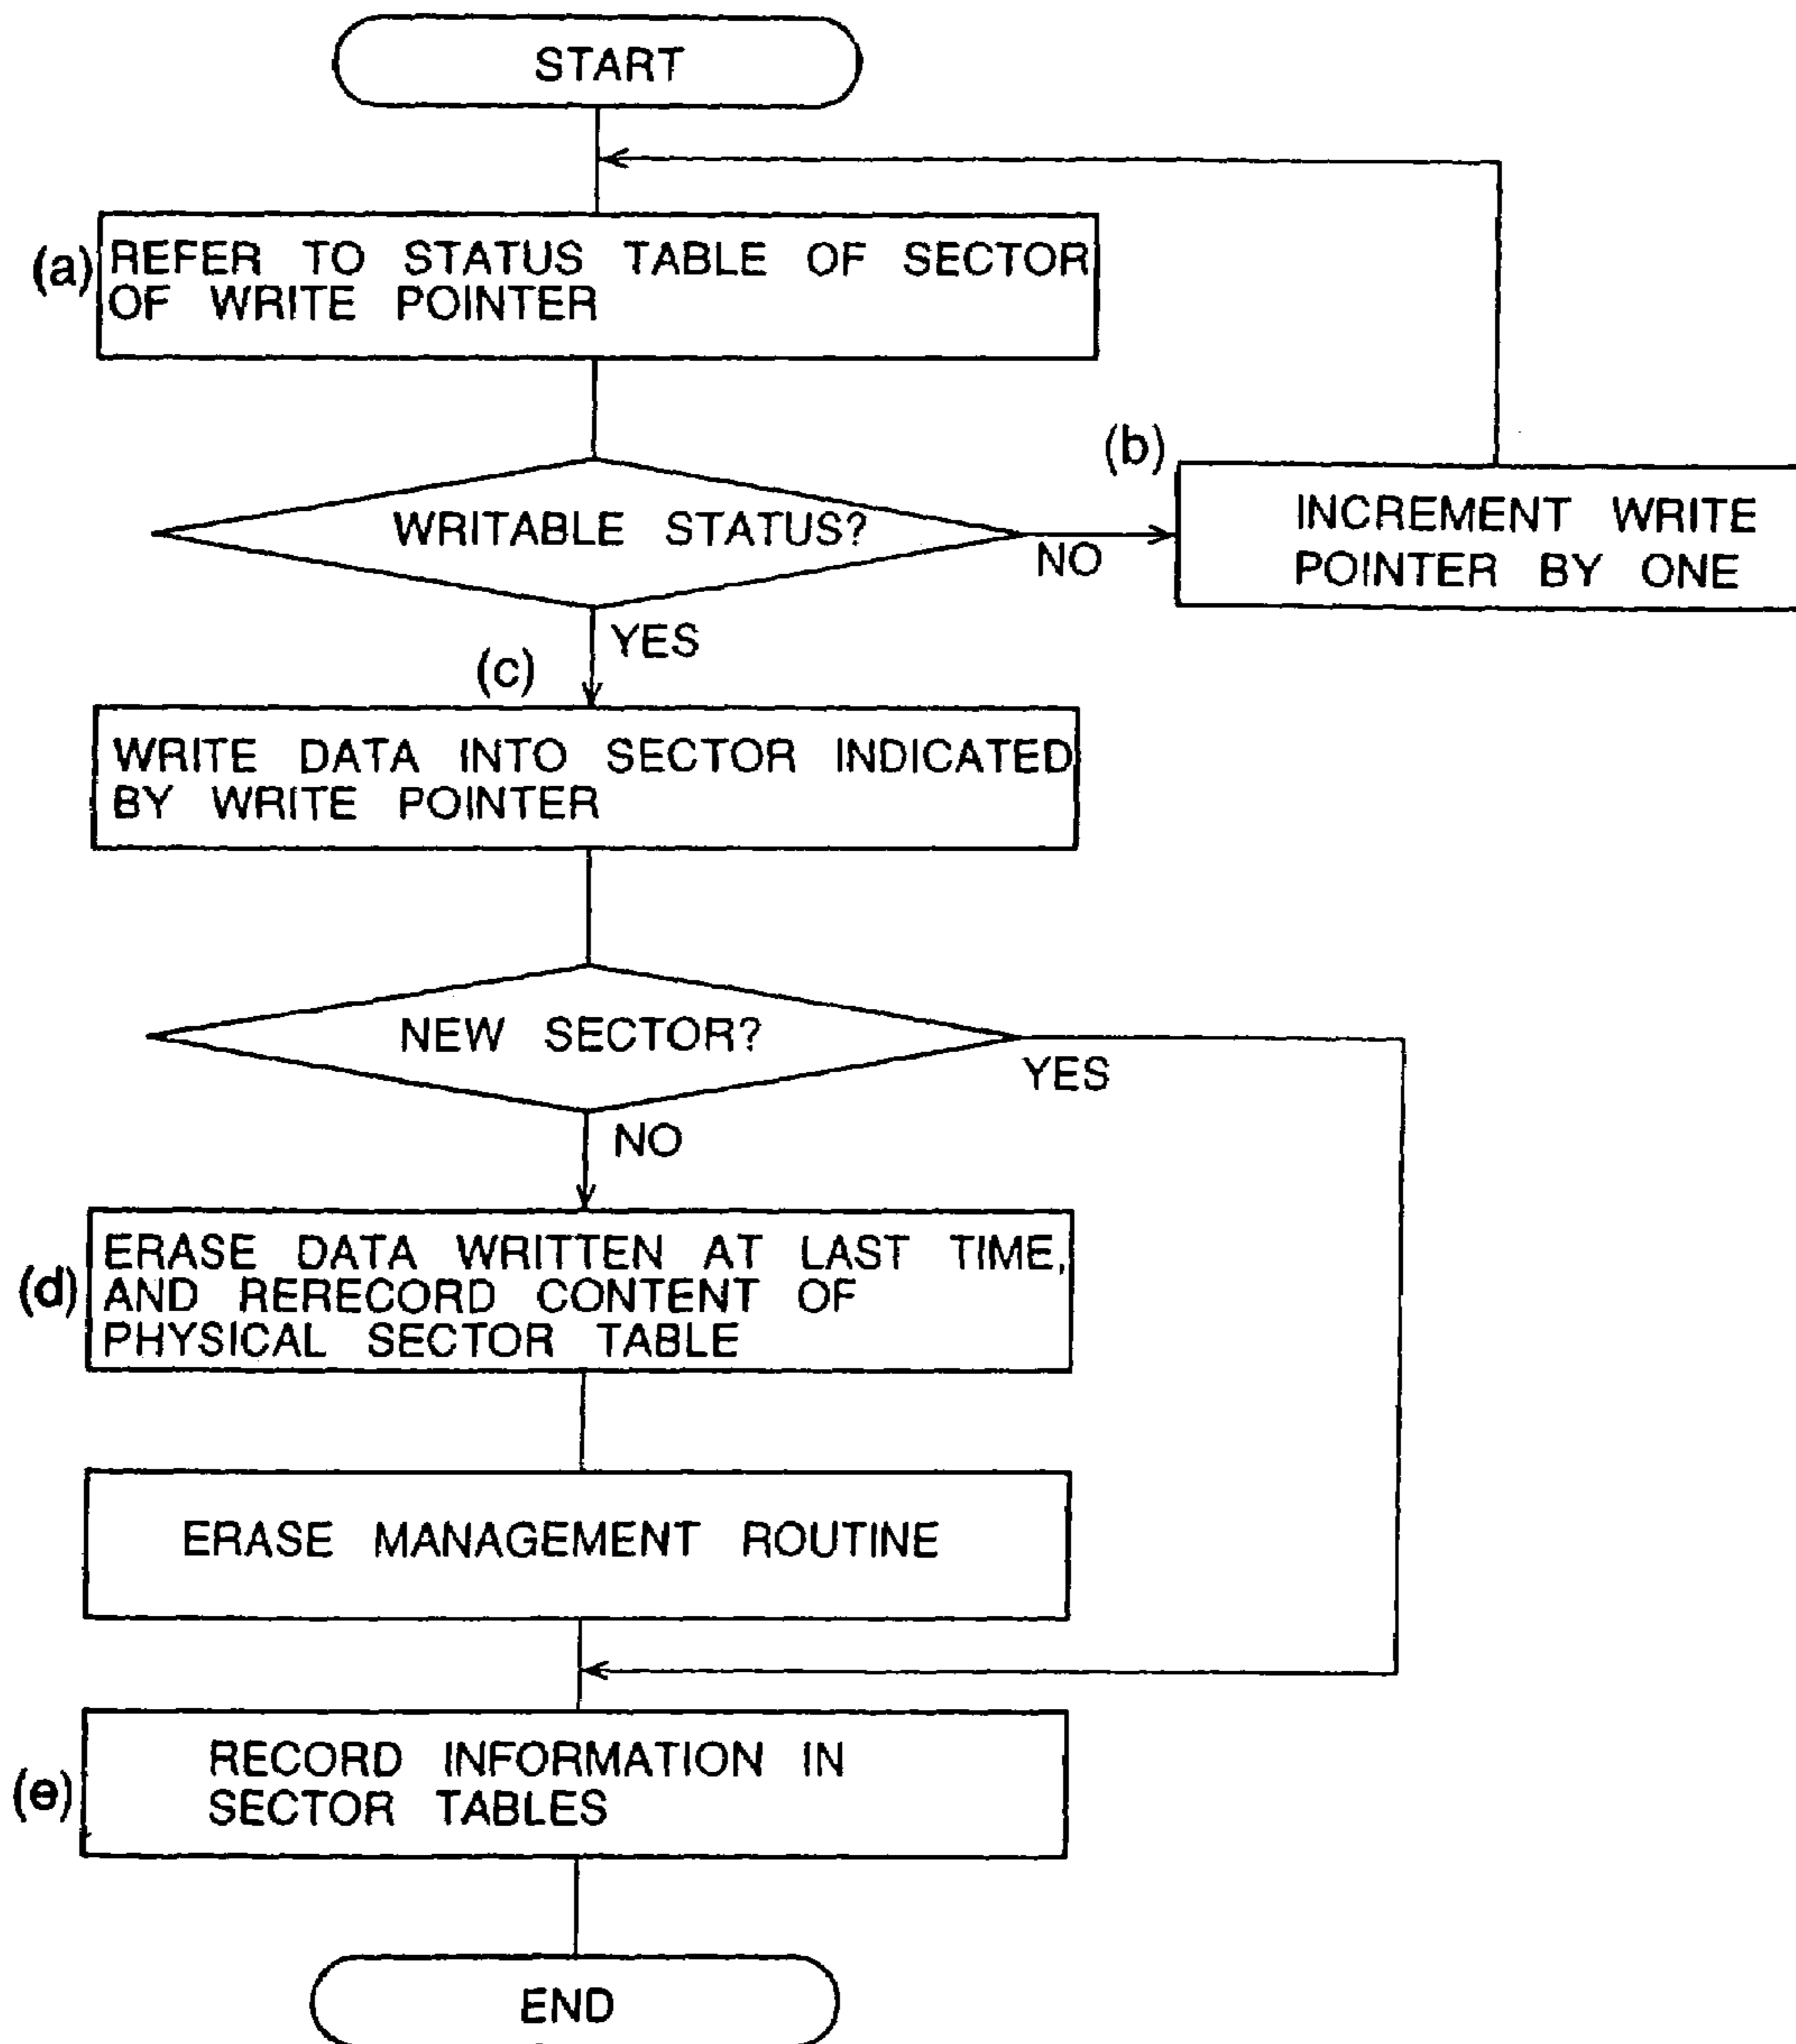 START
(a)
REFER TO STATUS TABLE OF SECTOR
OF WRITE POINTER
WRITABLE STATUS?
NO
(b)
INCREMENT WRITE
POINTER BY ONE
YES
(c)
WRITE DATA INTO SECTOR INDICATED
BY WRITE POINTER
NEW SECTOR?
YES
NO
(d)
ERASE DATA WRITTEN AT LAST TIME,
AND RERECORD CONTENT OF
PHYSICAL SECTOR TABLE
ERASE MANAGEMENT ROUTINE
(e)
RECORD INFORMATION IN
SECTOR TABLES
END